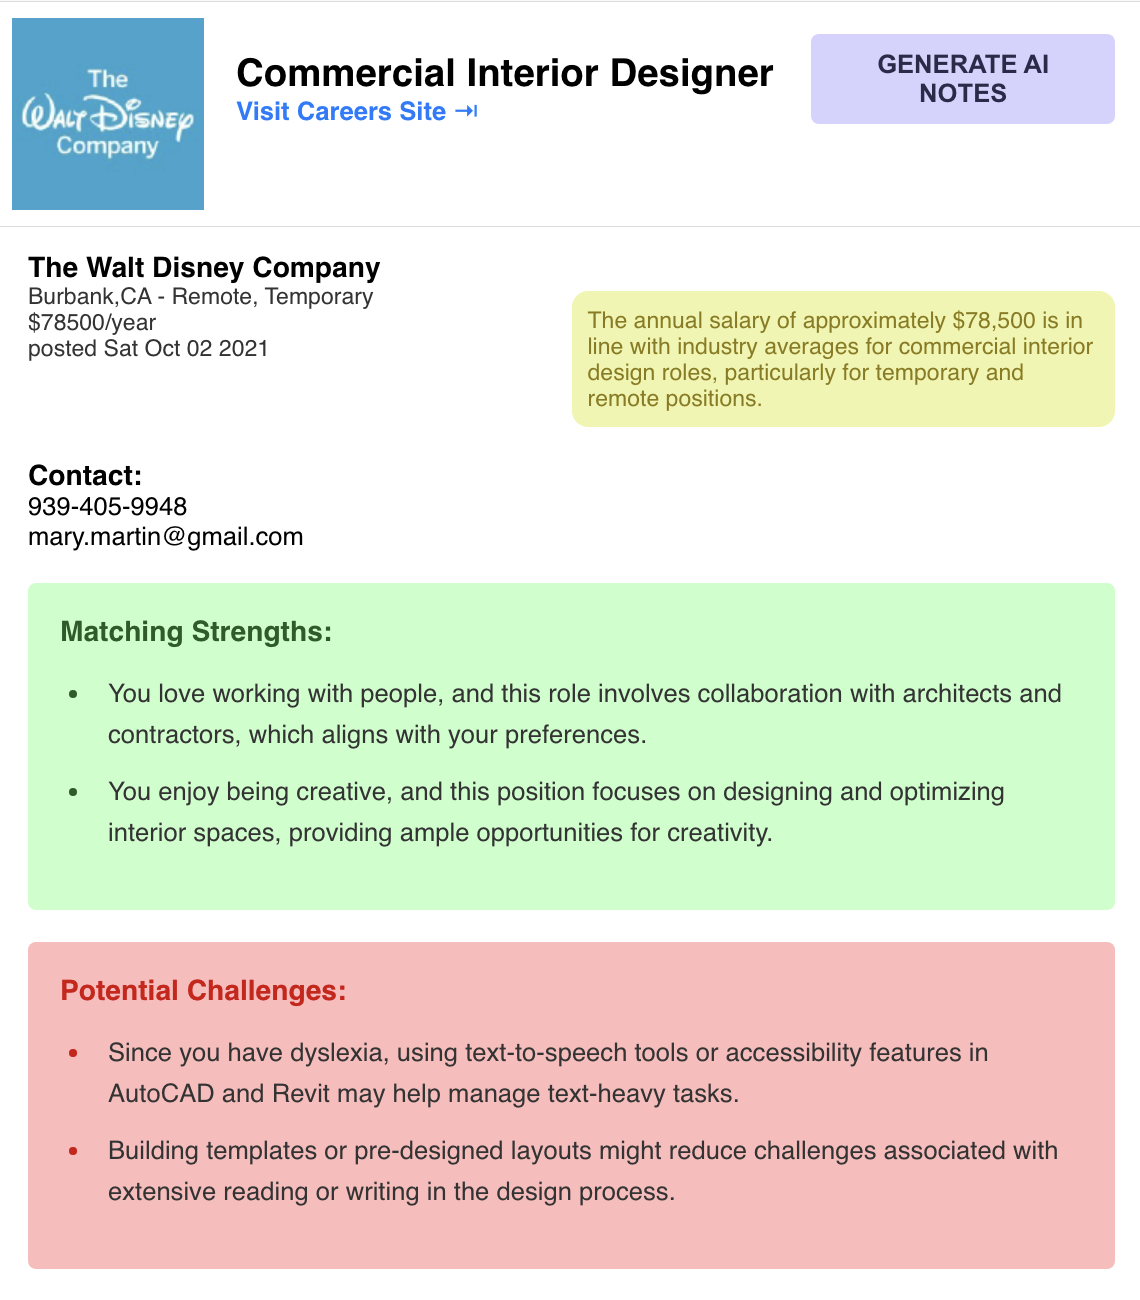 The
WALT DISNEY
Company
Commercial Interior Designer
Visit Careers Site ⇥
GENERATE AI
NOTES
The Walt Disney Company
Burbank,CA - Remote, Temporary
$78500/year
posted Sat Oct 02 2021
The annual salary of approximately $78,500 is in
line with industry averages for commercial interior
design roles, particularly for temporary and
remote positions.
Contact:
939-405-9948
mary.martin@gmail.com
Matching Strengths:
• You love working with people, and this role involves collaboration with architects and
contractors, which aligns with your preferences.
• You enjoy being creative, and this position focuses on designing and optimizing
interior spaces, providing ample opportunities for creativity.
Potential Challenges:
• Since you have dyslexia, using text-to-speech tools or accessibility features in
AutoCAD and Revit may help manage text-heavy tasks.
• Building templates or pre-designed layouts might reduce challenges associated with
extensive reading or writing in the design process.